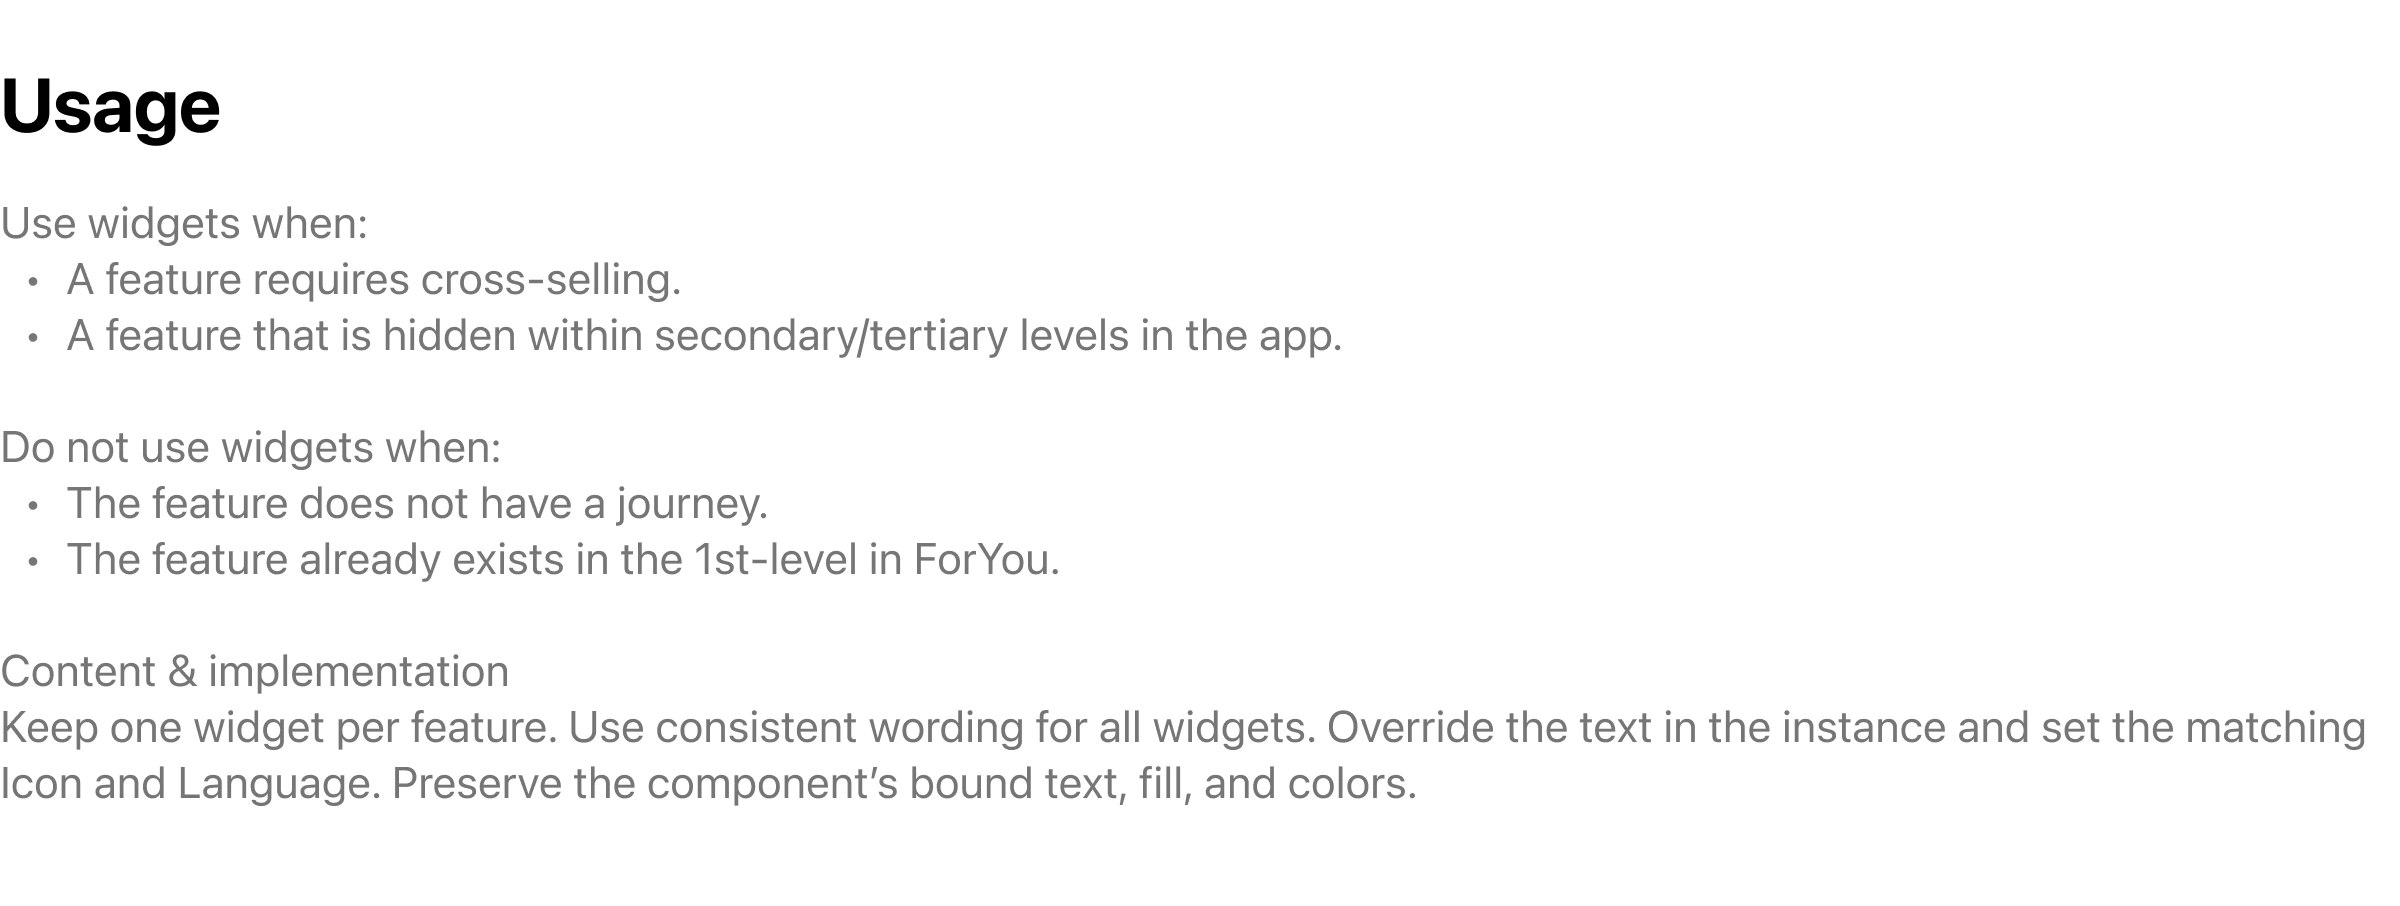 Usage
Use widgets when:
• A feature requires cross-selling.
• A feature that is hidden within secondary/tertiary levels in the app.
Do not use widgets when:
• The feature does not have a journey.
• The feature already exists in the 1st-level in ForYou.
Content & implementation
Keep one widget per feature. Use consistent wording for all widgets. Override the text in the instance and set the matching
Icon and Language. Preserve the component’s bound text, fill, and colors.